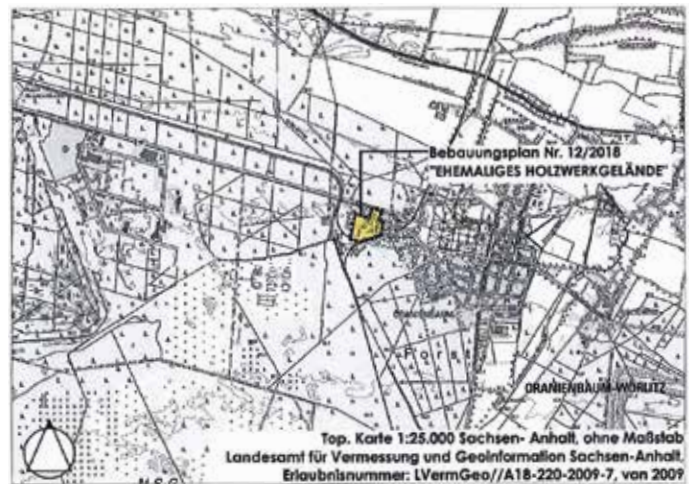 Bebauungsplan Nr. 12/2018
"EHEMALIGES HOLZWERKGELÄNDE"
Forst
ORANIENBAUM-WÖRLITZ
Top. Karte 1:25.000 Sachsen- Anhalt, ohne Maßstab
Landesamt für Vermessung und Geoinformation Sachsen-Anhalt,
Erlaubnisnummer: LVermGeo//A18-220-2009-7, von 2009